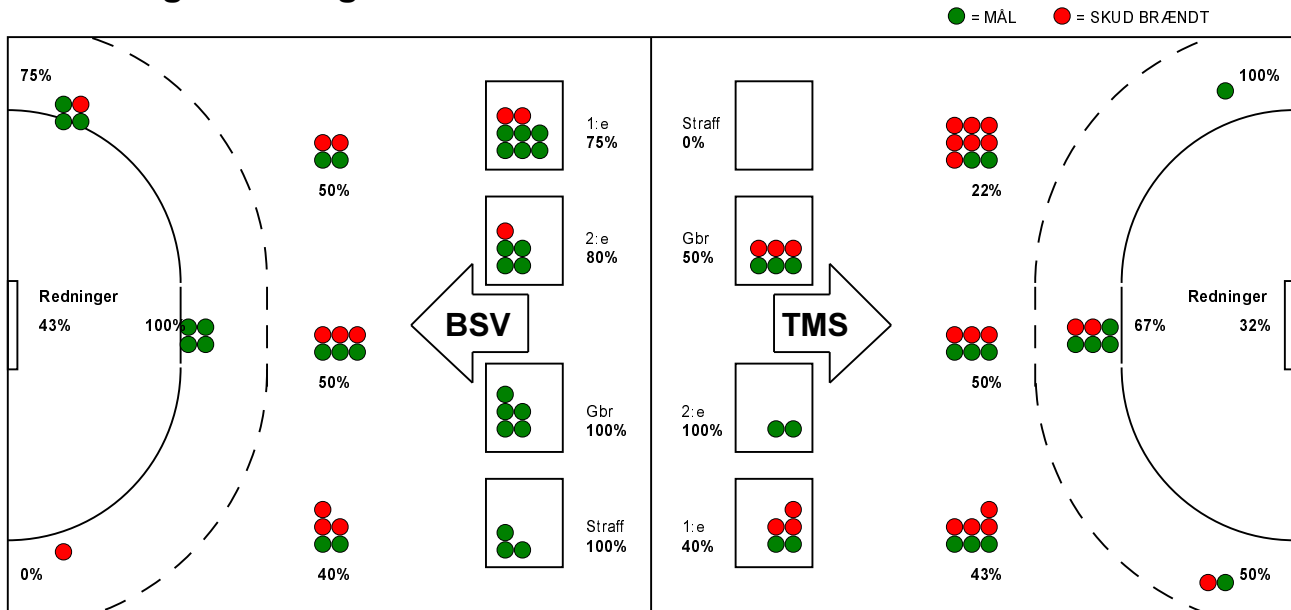 = MÅL
= SKUD BRÆNDT
75%
50%
1:e
75%
2:e
80%
Redninger
43%
100%
BSV
50%
Gbr
100%
Straff
100%
40%
0%
Straff
0%
22%
100%
Gbr
50%
TMS
50%
67%
Redninger
32%
2:e
100%
1:e
40%
43%
50%